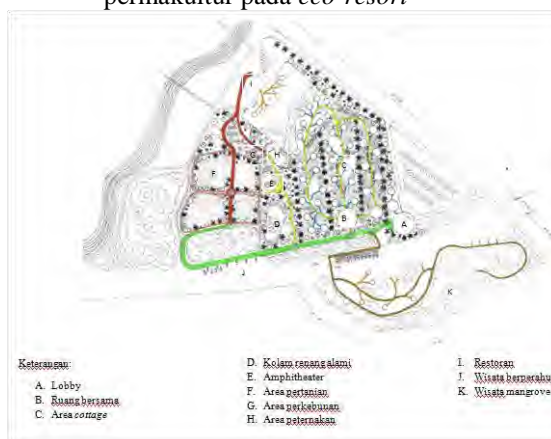 permakultur pada eco-resort
I
H
F
E
C
G
B
A
J
K
Keterangan:
A. Lobby
B. Ruang bersama
C. Area cottage
D. Kolam renang alami
E. Amphitheater
F. Area pertanian
G. Area perkebunan
H. Area peternakan
I. Restoran
J. Wisata berperahu
K. Wisata mangrove